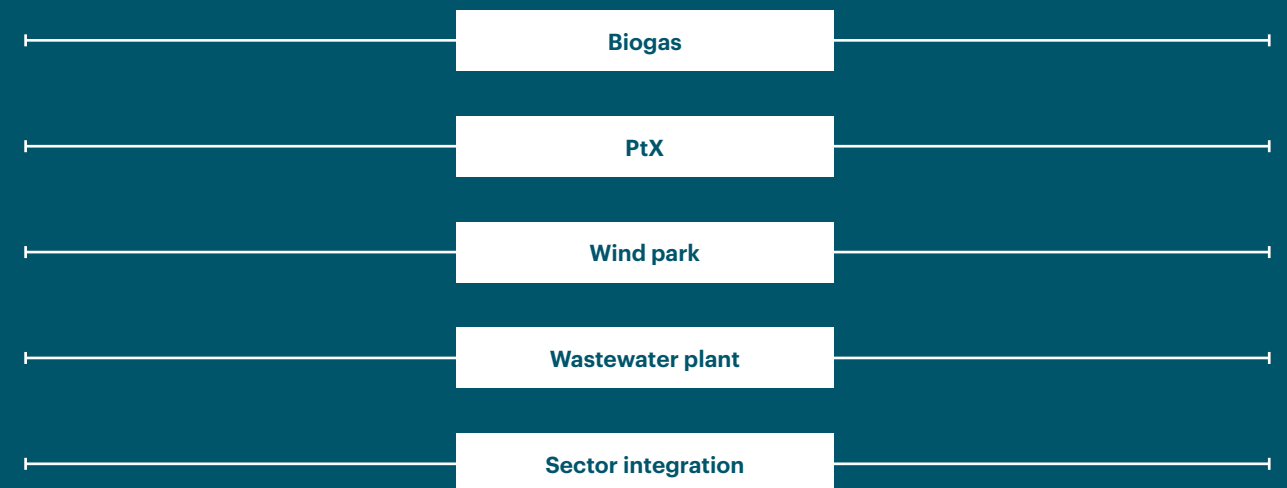 Biogas
PtX
Wind park
Wastewater plant
Sector integration